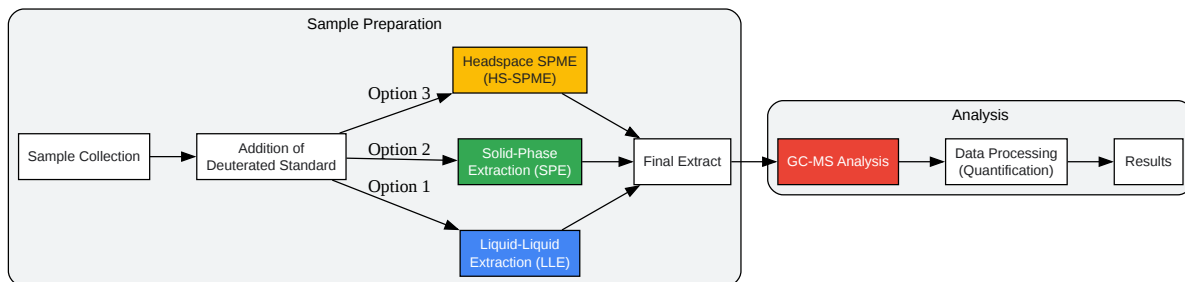 Sample Preparation
Sample Collection
Addition of
Deuterated Standard
Option 3
Option 2
Option 1
Headspace SPME
(HS-SPME)
Solid-Phase
Extraction (SPE)
Liquid-Liquid
Extraction (LLE)
Final Extract
Analysis
GC-MS Analysis
Data Processing
(Quantification)
Results